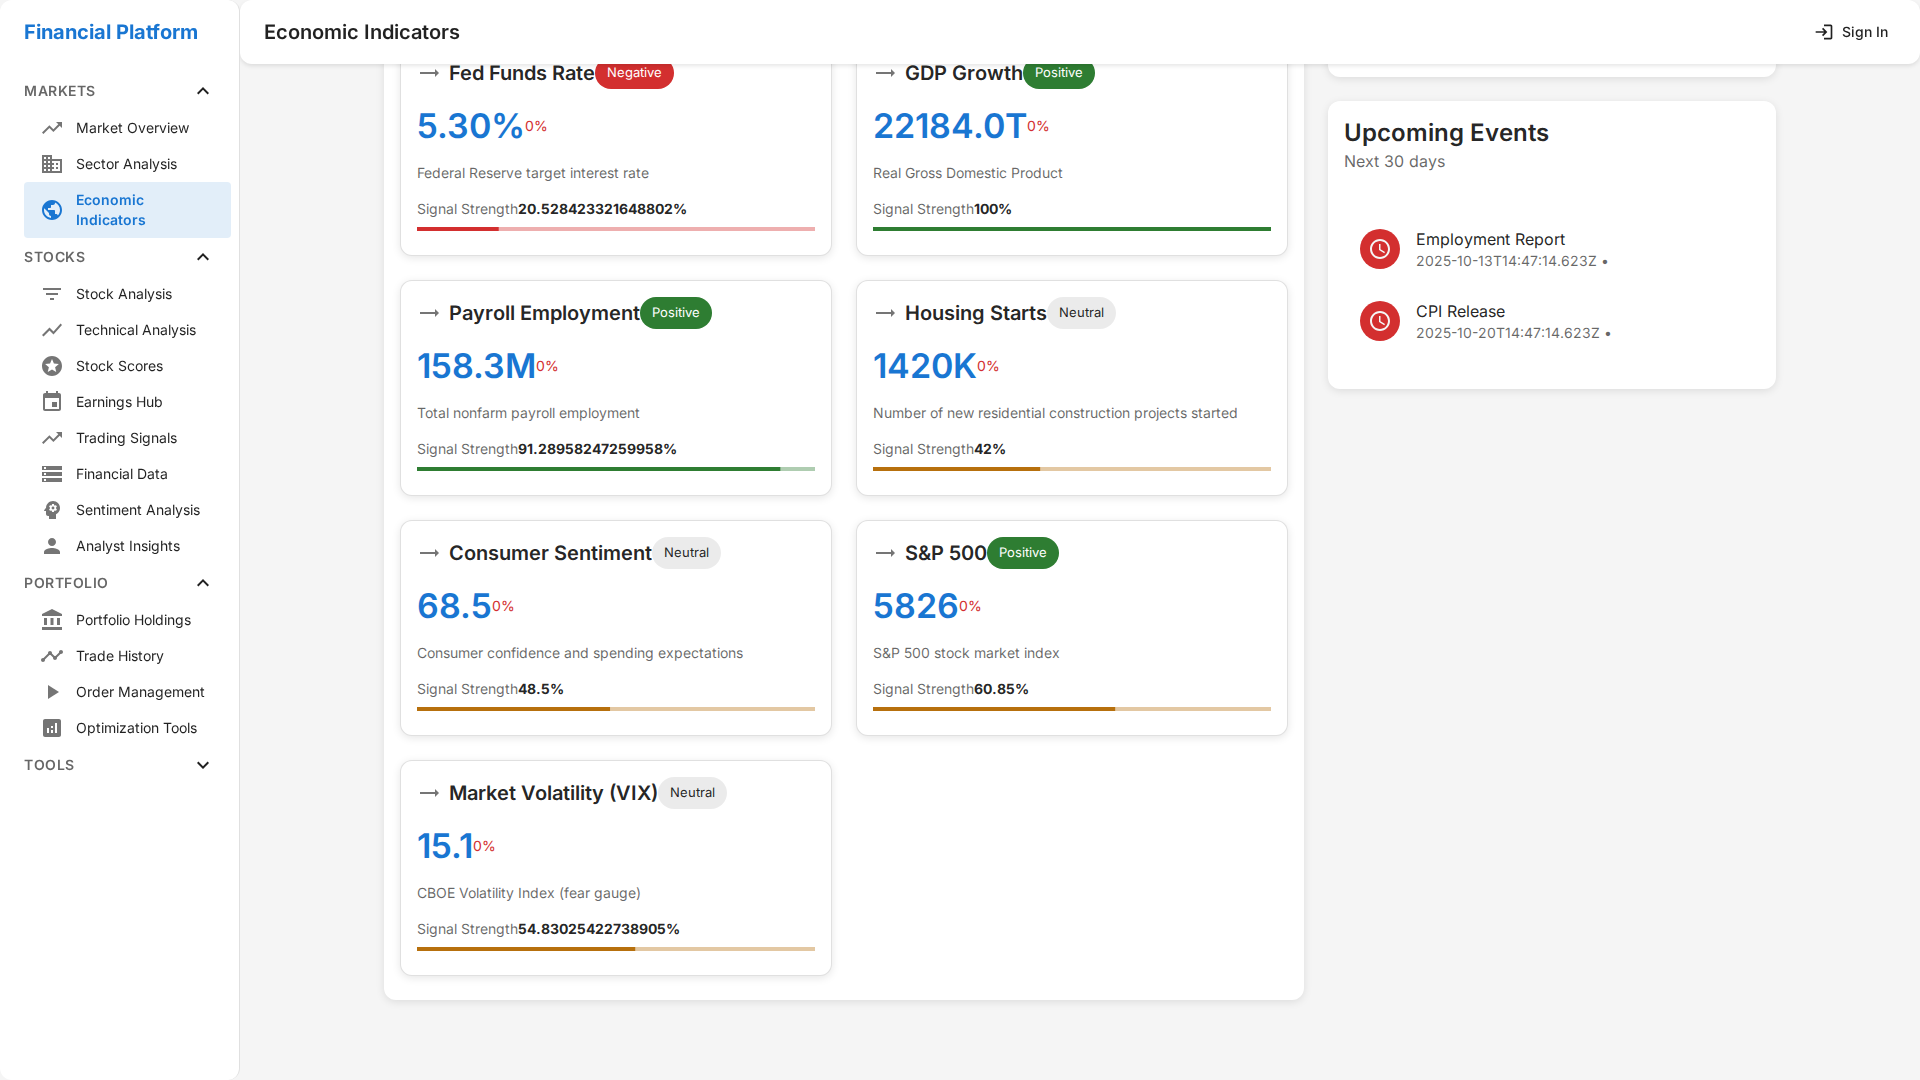 Financial Platform
Economic Indicators
Sign In
MARKETS
Market Overview
Sector Analysis
Economic
Indicators
STOCKS
Stock Analysis
Technical Analysis
Stock Scores
Earnings Hub
Trading Signals
Financial Data
Sentiment Analysis
Analyst Insights
PORTFOLIO
Portfolio Holdings
Trade History
Order Management
Optimization Tools
TOOLS
Fed Funds Rate Negative
5.30% 0%
Federal Reserve target interest rate
Signal Strength 20.528423321648802%
GDP Growth Positive
22184.0T 0%
Real Gross Domestic Product
Signal Strength 100%
Payroll Employment Positive
158.3M 0%
Total nonfarm payroll employment
Signal Strength 91.28958247259958%
Housing Starts Neutral
1420K 0%
Number of new residential construction projects started
Signal Strength 42%
Consumer Sentiment Neutral
68.5 0%
Consumer confidence and spending expectations
Signal Strength 48.5%
S&P 500 Positive
5826 0%
S&P 500 stock market index
Signal Strength 60.85%
Market Volatility (VIX) Neutral
15.1 0%
CBOE Volatility Index (fear gauge)
Signal Strength 54.83025422738905%
Upcoming Events
Next 30 days
Employment Report
2025-10-13T14:47:14.623Z •
CPI Release
2025-10-20T14:47:14.623Z •